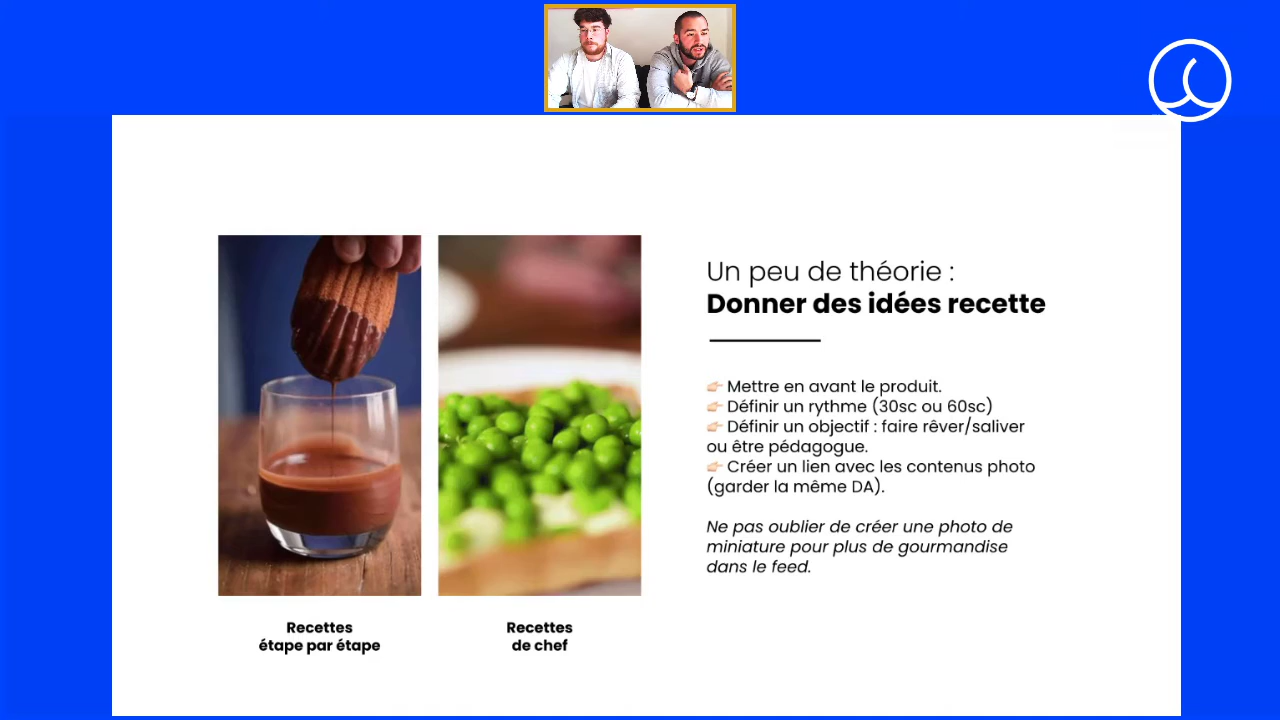 Un peu de théorie :
Donner des idées recette
👉🏻 Mettre en avant le produit.
👉🏻 Définir un rythme (30sc ou 60sc)
👉🏻 Définir un objectif : faire rêver/saliver
ou être pédagogue.
👉🏻 Créer un lien avec les contenus photo
(garder la même DA).
Ne pas oublier de créer une photo de
miniature pour plus de gourmandise
dans le feed.
Recettes
étape par étape
Recettes
de chef